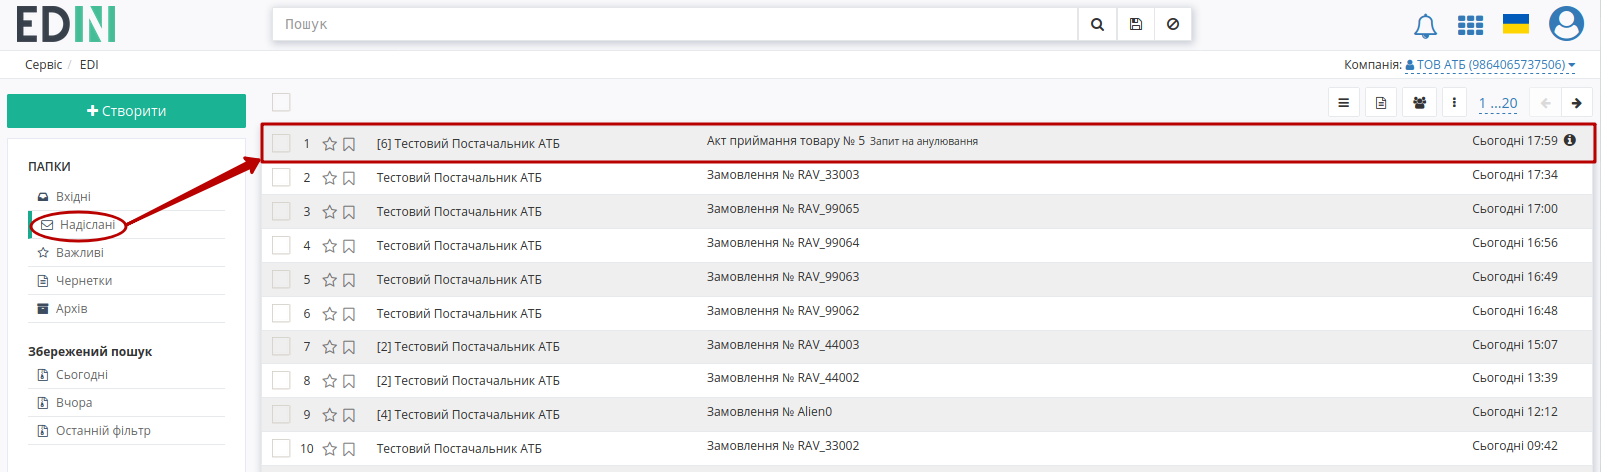 EDIN
Пошук
Сервіс / EDI
Компанія: ТОВ АТБ (9864065737506)
Створити
1 ...20
ПАПКИ
Вхідні
Надіслані
Важливі
Чернетки
Архів
Збережений пошук
Сьогодні
Вчора
Останній фільтр
1 [6] Тестовий Постачальник АТБ Акт приймання товару № 5 Запит на анулювання Сьогодні 17:59
2 Тестовий Постачальник АТБ Замовлення № RAV_33003 Сьогодні 17:34
3 Тестовий Постачальник АТБ Замовлення № RAV_99065 Сьогодні 17:00
4 Тестовий Постачальник АТБ Замовлення № RAV_99064 Сьогодні 16:56
5 Тестовий Постачальник АТБ Замовлення № RAV_99063 Сьогодні 16:49
6 Тестовий Постачальник АТБ Замовлення № RAV_99062 Сьогодні 16:48
7 [2] Тестовий Постачальник АТБ Замовлення № RAV_44003 Сьогодні 15:07
8 [2] Тестовий Постачальник АТБ Замовлення № RAV_44002 Сьогодні 13:39
9 [4] Тестовий Постачальник АТБ Замовлення № Alien0 Сьогодні 12:12
10 Тестовий Постачальник АТБ Замовлення № RAV_33002 Сьогодні 09:42